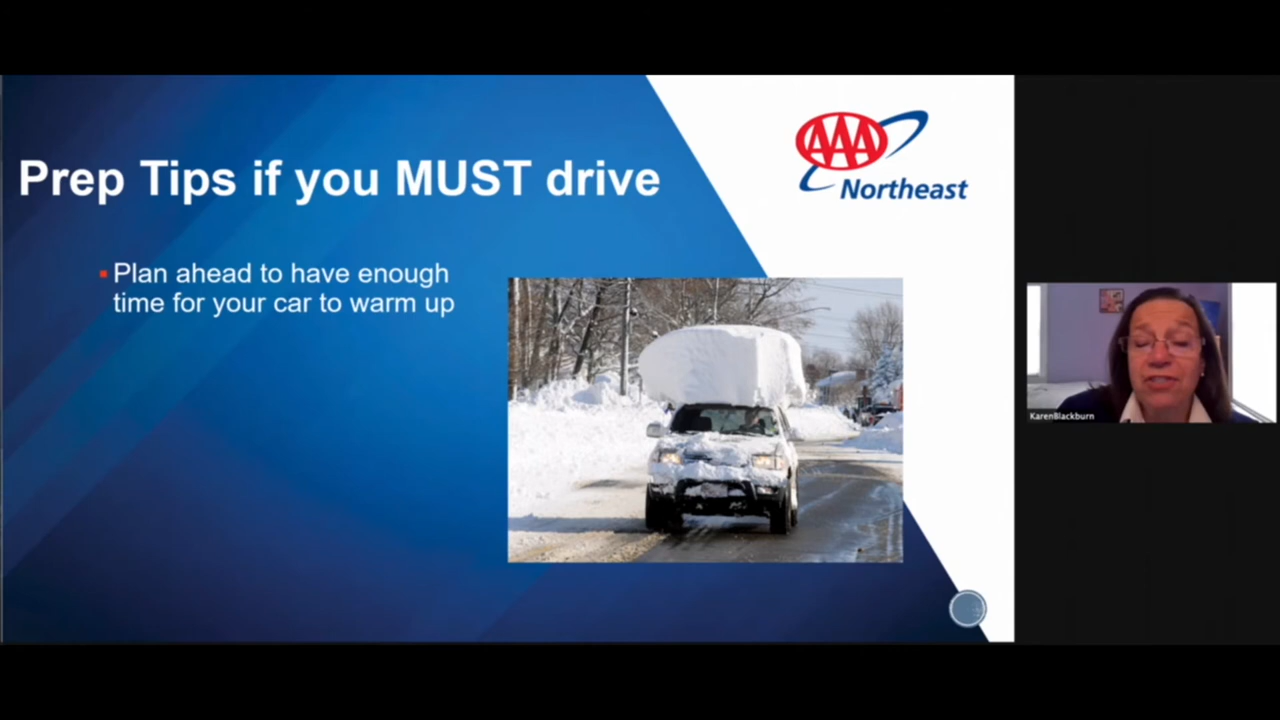 Prep Tips if you MUST drive
AAA
Northeast
Plan ahead to have enough
time for your car to warm up
KarenBlackburn